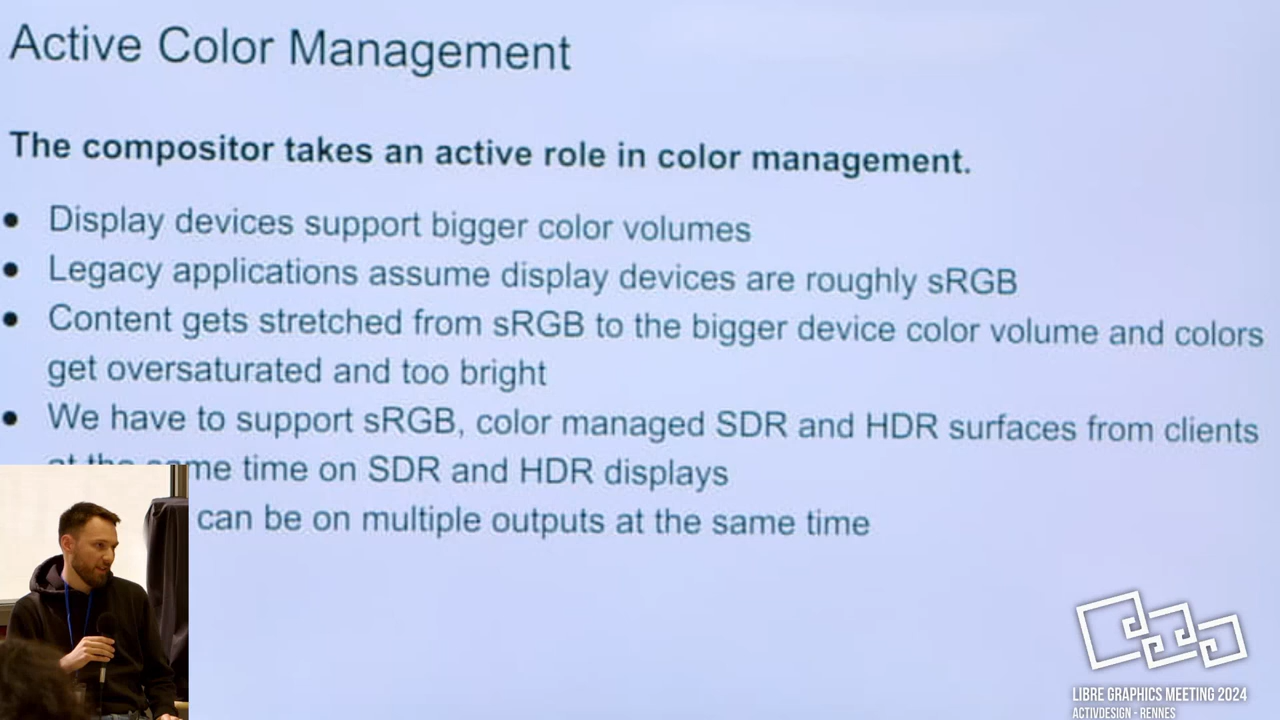 Active Color Management
The compositor takes an active role in color management.
Display devices support bigger color volumes
Legacy applications assume display devices are roughly sRGB
Content gets stretched from sRGB to the bigger device color volume and colors
get oversaturated and too bright
We have to support sRGB, color managed SDR and HDR surfaces from clients
at the same time on SDR and HDR displays
can be on multiple outputs at the same time
LIBRE GRAPHICS MEETING 2024
ACTIVDESIGN - RENNES